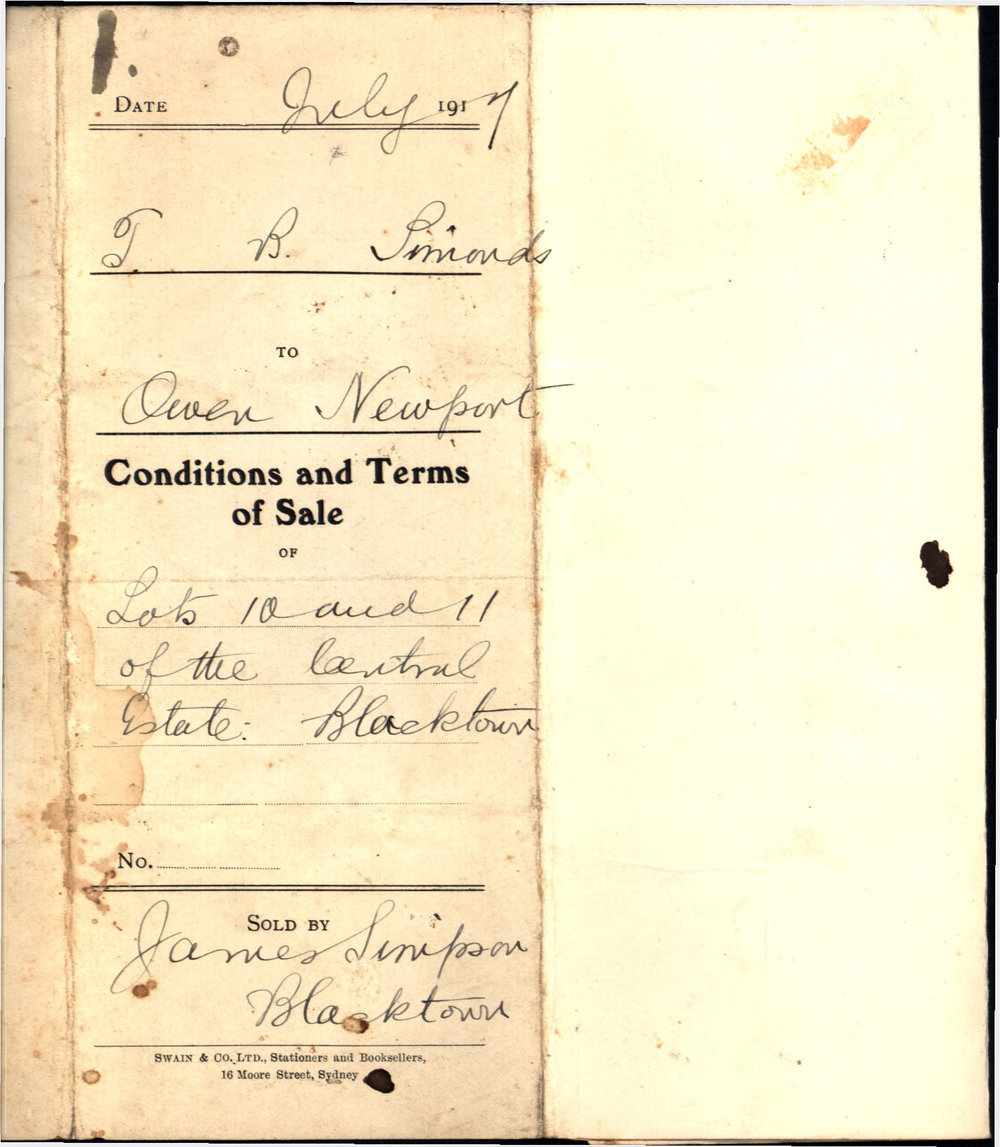 DATE July 1917
T. B. Simonds
TO
Owen Newport
Conditions and Terms
of Sale
OF
Lots 10 and 11
of the Central
Estate: Blacktown
No.
SOLD BY
James Simpson
Blacktown
SWAIN & CO. LTD., Stationers and Booksellers,
16 Moore Street, Sydney